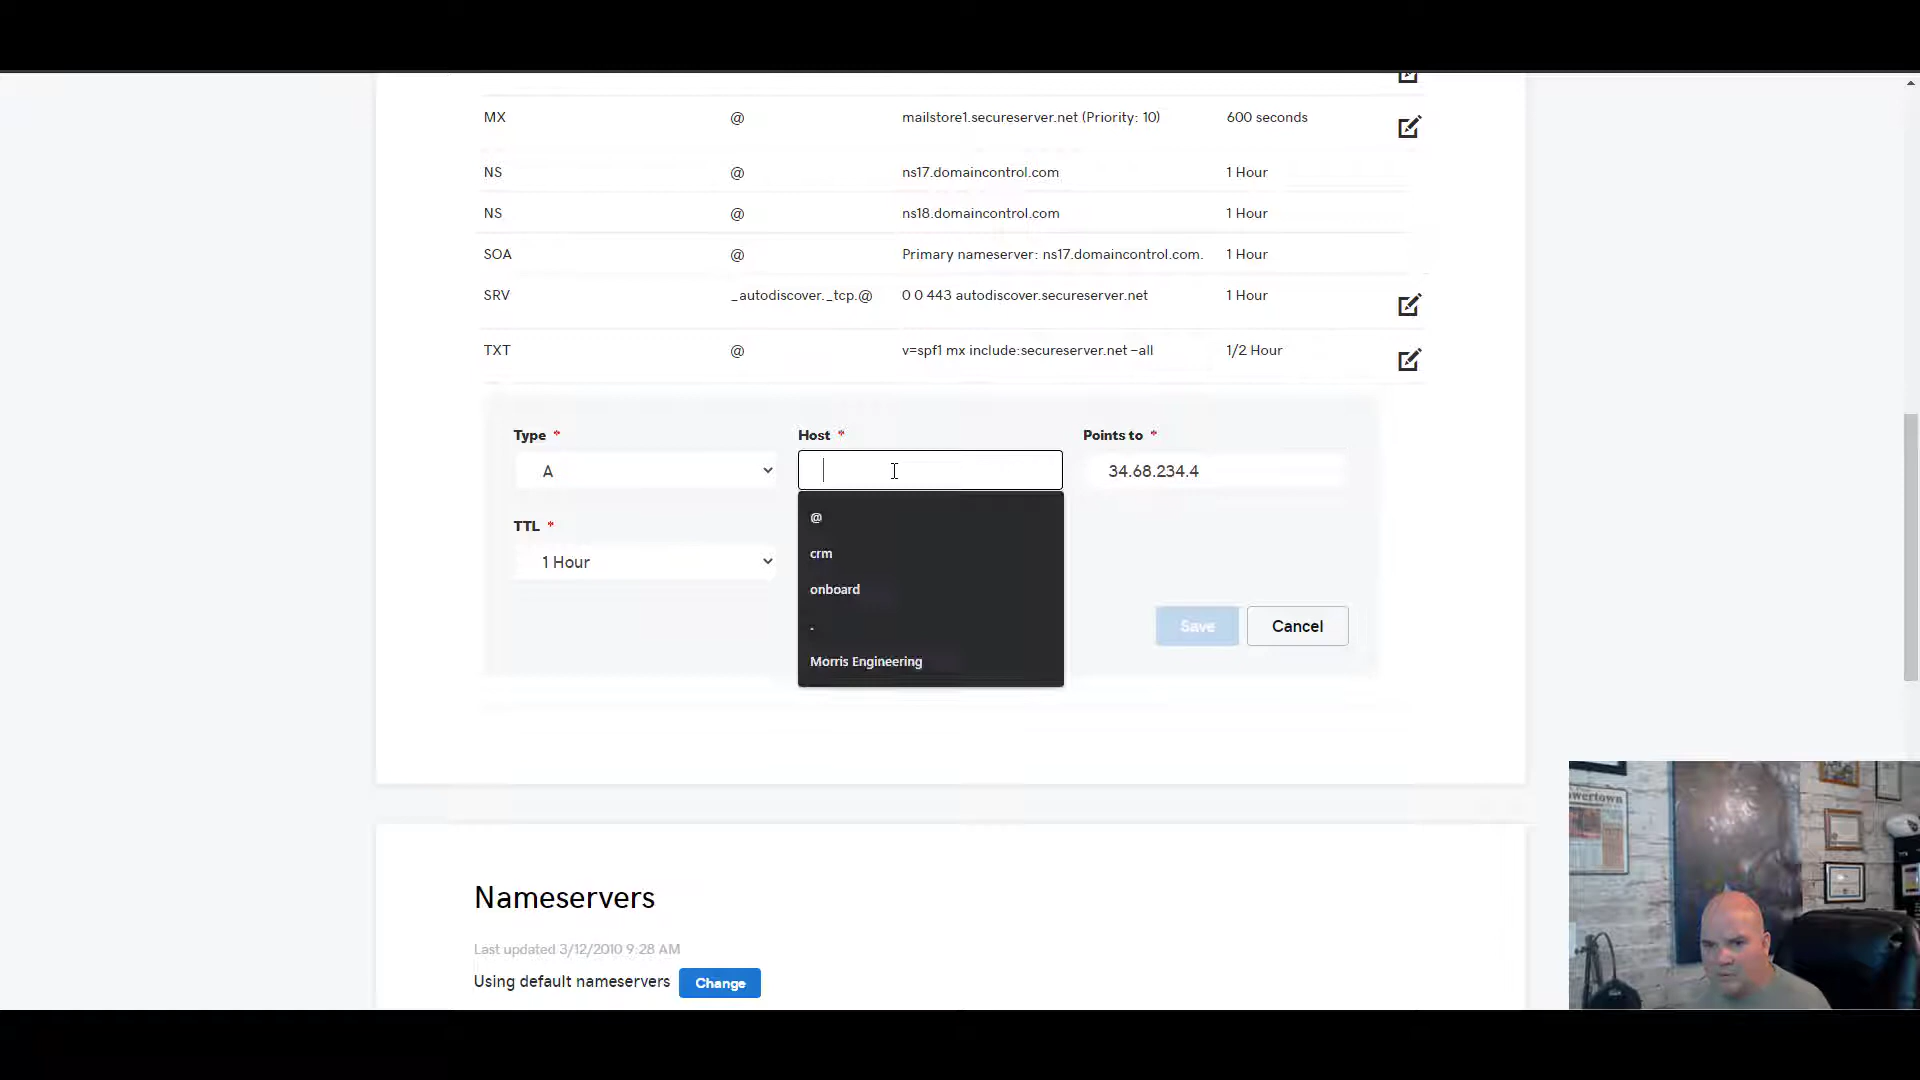 MX @ mailstore1.secureserver.net (Priority: 10) 600 seconds
NS @ ns17.domaincontrol.com 1 Hour
NS @ ns18.domaincontrol.com 1 Hour
SOA @ Primary nameserver: ns17.domaincontrol.com. 1 Hour
SRV _autodiscover._tcp.@ 0 0 443 autodiscover.secureserver.net 1 Hour
TXT @ v=spf1 mx include:secureserver.net -all 1/2 Hour
Type * Host * Points to *
A 34.68.234.4
TTL *
1 Hour
@
crm
onboard
.
Morris Engineering
Save Cancel
Nameservers
Last updated 3/12/2010 9:28 AM
Using default nameservers Change